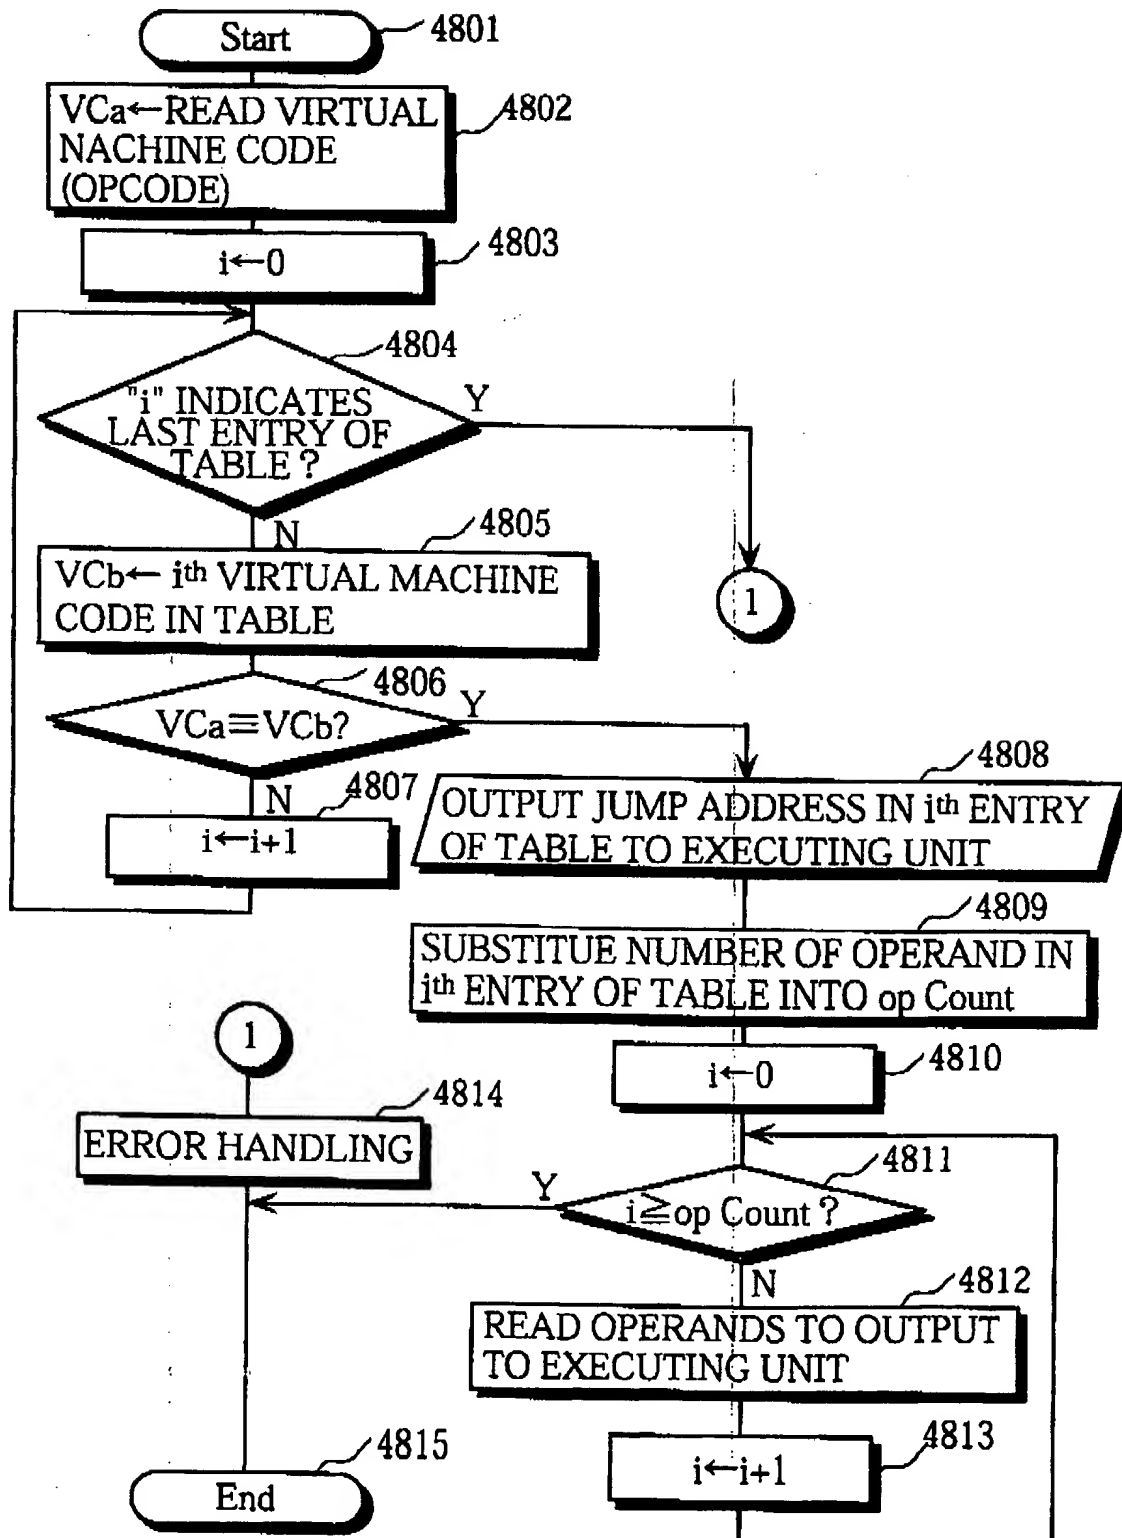 Start
4801
VCa←READ VIRTUAL
NACHINE CODE
(OPCODE)
4802
i←0
4803
4804
"i" INDICATES
LAST ENTRY OF
TABLE ?
Y
N
1
4805
VCb← ith VIRTUAL MACHINE
CODE IN TABLE
4806
VCa≡VCb?
Y
N
4807
i←i+1
4808
OUTPUT JUMP ADDRESS IN ith ENTRY
OF TABLE TO EXECUTING UNIT
4809
SUBSTITUE NUMBER OF OPERAND IN
ith ENTRY OF TABLE INTO op Count
4810
i←0
1
4814
ERROR HANDLING
4811
i≧op Count ?
Y
N
4812
READ OPERANDS TO OUTPUT
TO EXECUTING UNIT
4813
i←i+1
4815
End